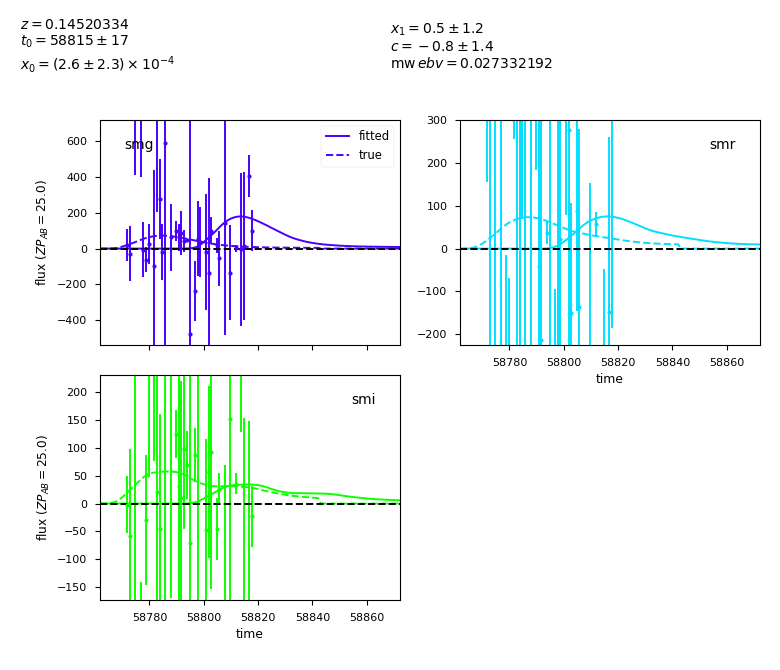 z = 0.14520334
t₀ = 58815 ± 17
x₀ = (2.6 ± 2.3) × 10⁻⁴
x₁ = 0.5 ± 1.2
c = −0.8 ± 1.4
mw ebv = 0.027332192
smg
fitted
true
600
400
200
0
−200
−400
flux (ZP_AB = 25.0)
smr
300
200
100
0
−100
−200
58780 58800 58820 58840 58860
time
smi
200
150
100
50
0
−50
−100
−150
flux (ZP_AB = 25.0)
58780 58800 58820 58840 58860
time